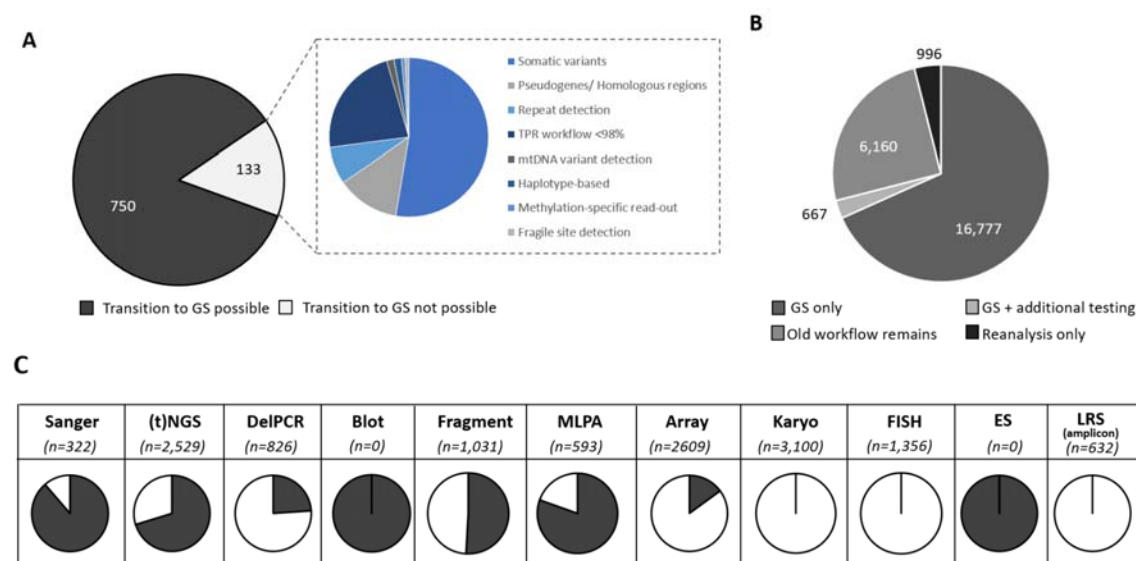 A
750
133
Somatic variants
Pseudogenes/ Homologous regions
Repeat detection
TPR workflow <98%
mtDNA variant detection
Haplotype-based
Methylation-specific read-out
Fragile site detection
Transition to GS possible
Transition to GS not possible
B
996
6,160
667
16,777
GS only
GS + additional testing
Old workflow remains
Reanalysis only
C
Sanger (t)NGS DelPCR Blot Fragment MLPA Array Karyo FISH ES LRS
(amplicon)
(n=322) (n=2,529) (n=826) (n=0) (n=1,031) (n=593) (n=2609) (n=3,100) (n=1,356) (n=0) (n=632)